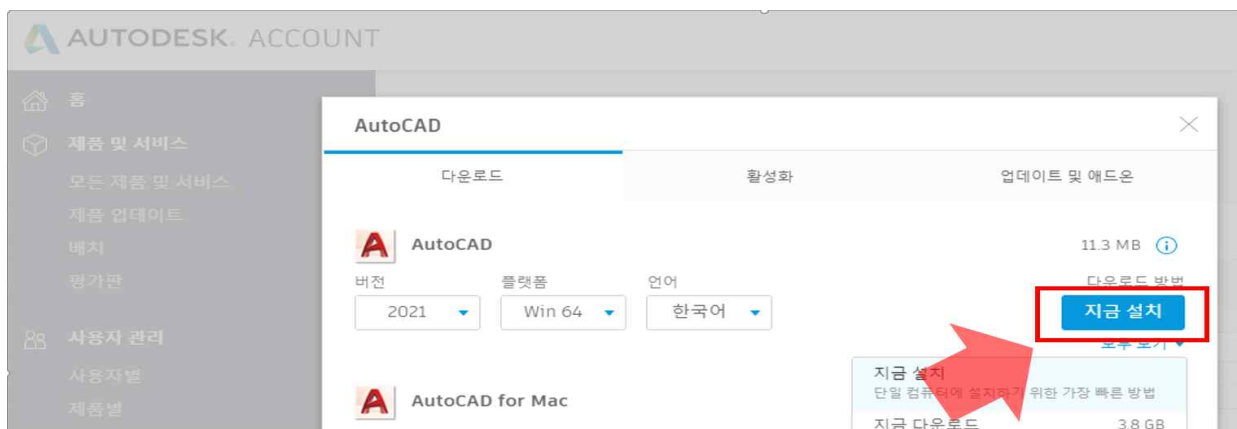 AUTODESK. ACCOUNT
홈
제품 및 서비스
모든 제품 및 서비스
제품 업데이트
배치
평가판
사용자 관리
사용자별
제품별
AutoCAD
다운로드 활성화 업데이트 및 애드온
AutoCAD 11.3 MB
버전 플랫폼 언어 다운로드 방법
2021 Win 64 한국어 지금 설치
모두 보기
AutoCAD for Mac
지금 설치
단일 컴퓨터에 설치하기 위한 가장 빠른 방법
지금 다운로드 3.8 GB